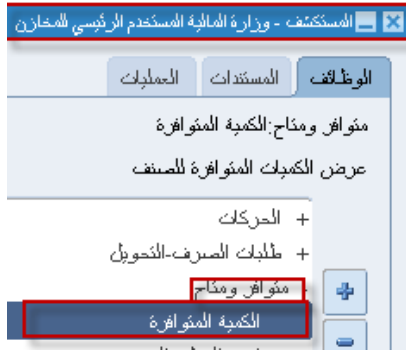 المستكشف - وزارة المالية المستخدم الرئيسي للمخازن
الوظائف المستندات العمليات
متوافر ومتاح:الكمية المتوافرة
عرض الكميات المتوافرة للصنف
+ الحركات
+ طلبات الصرف-التحويل
- متوافر ومتاح
الكمية المتوافرة